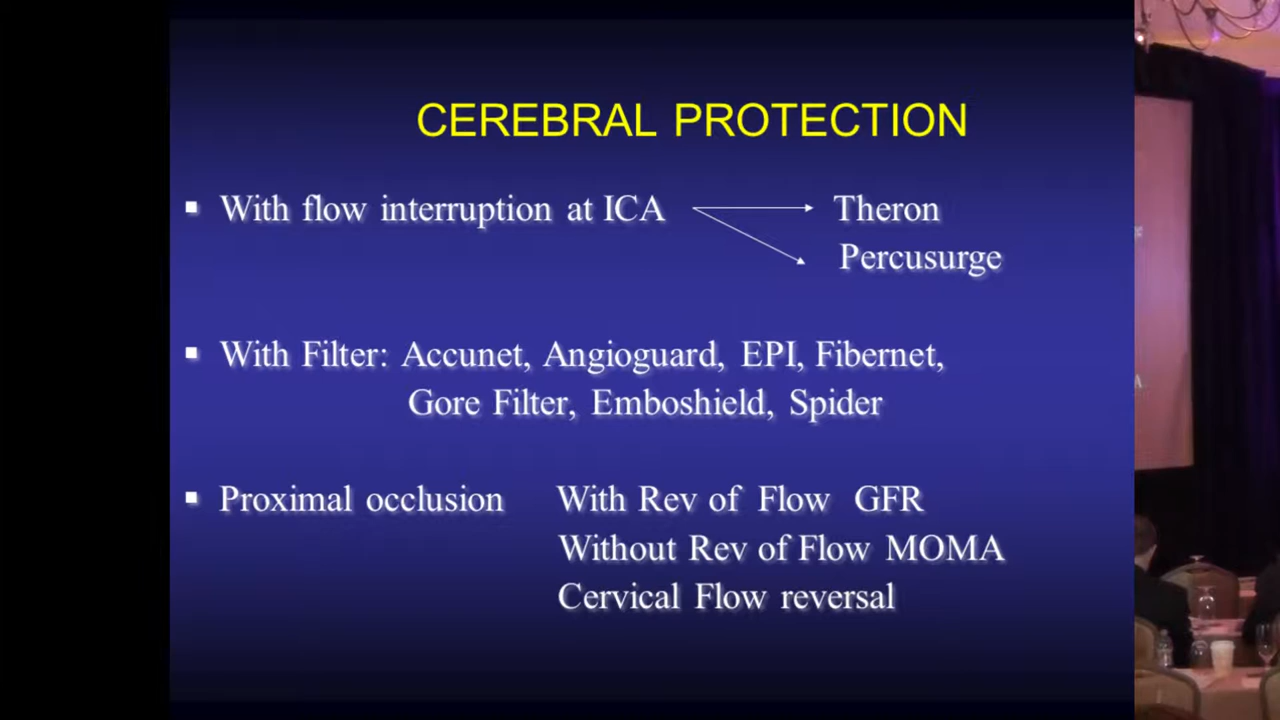 CEREBRAL PROTECTION
▪ With flow interruption at ICA Theron
Percusurge
▪ With Filter: Accunet, Angioguard, EPI, Fibernet,
Gore Filter, Emboshield, Spider
▪ Proximal occlusion With Rev of Flow GFR
Without Rev of Flow MOMA
Cervical Flow reversal